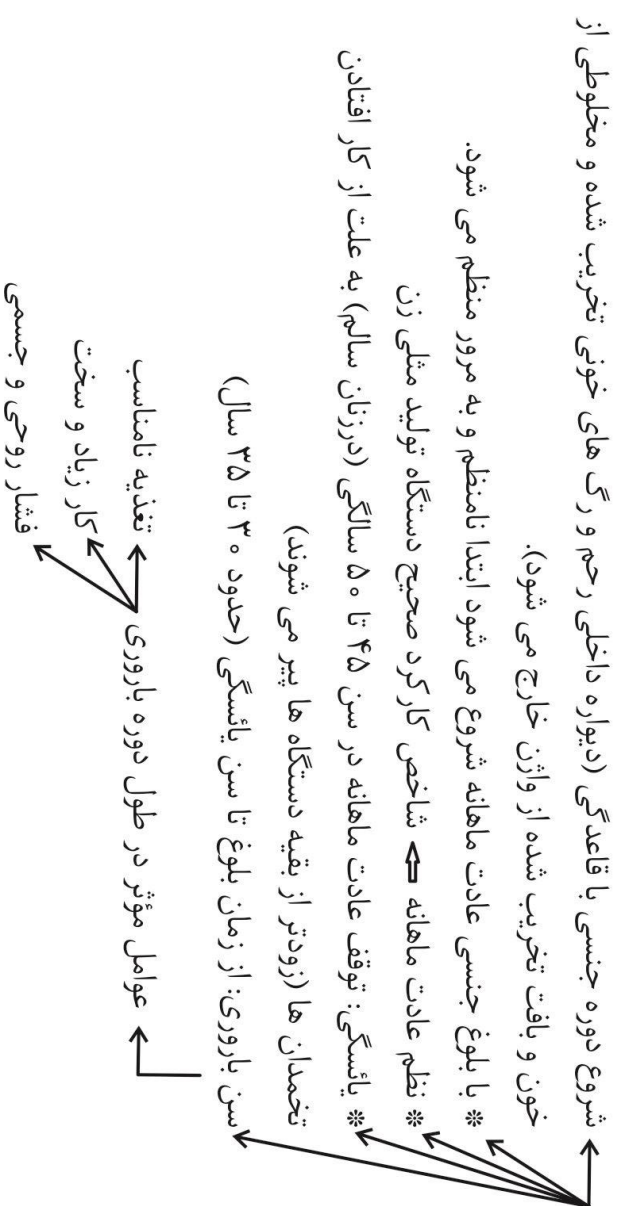 شروع دوره جنسی با قاعدگی (دیواره داخلی رحم و رگ های خونی تخریب شده و مخلوطی از
خون و بافت تخریب شده از واژن خارج می شود).
* با بلوغ جنسی عادت ماهانه شروع می شود ابتدا نامنظم و به مرور منظم می شود.
* نظم عادت ماهانه ⇦ شاخص کارکرد صحیح دستگاه تولید مثلی زن
* یائسگی: توقف عادت ماهانه در سن ۴۵ تا ۵۰ سالگی (درزنان سالم) به علت از کار افتادن
تخمدان ها (زودتر از بقیه دستگاه ها پیر می شوند)
سن باروری: از زمان بلوغ تا سن یائسگی (حدود ۳۰ تا ۳۵ سال)
عوامل مؤثر در طول دوره باروری
تغذیه نامناسب
کار زیاد و سخت
فشار روحی و جسمی